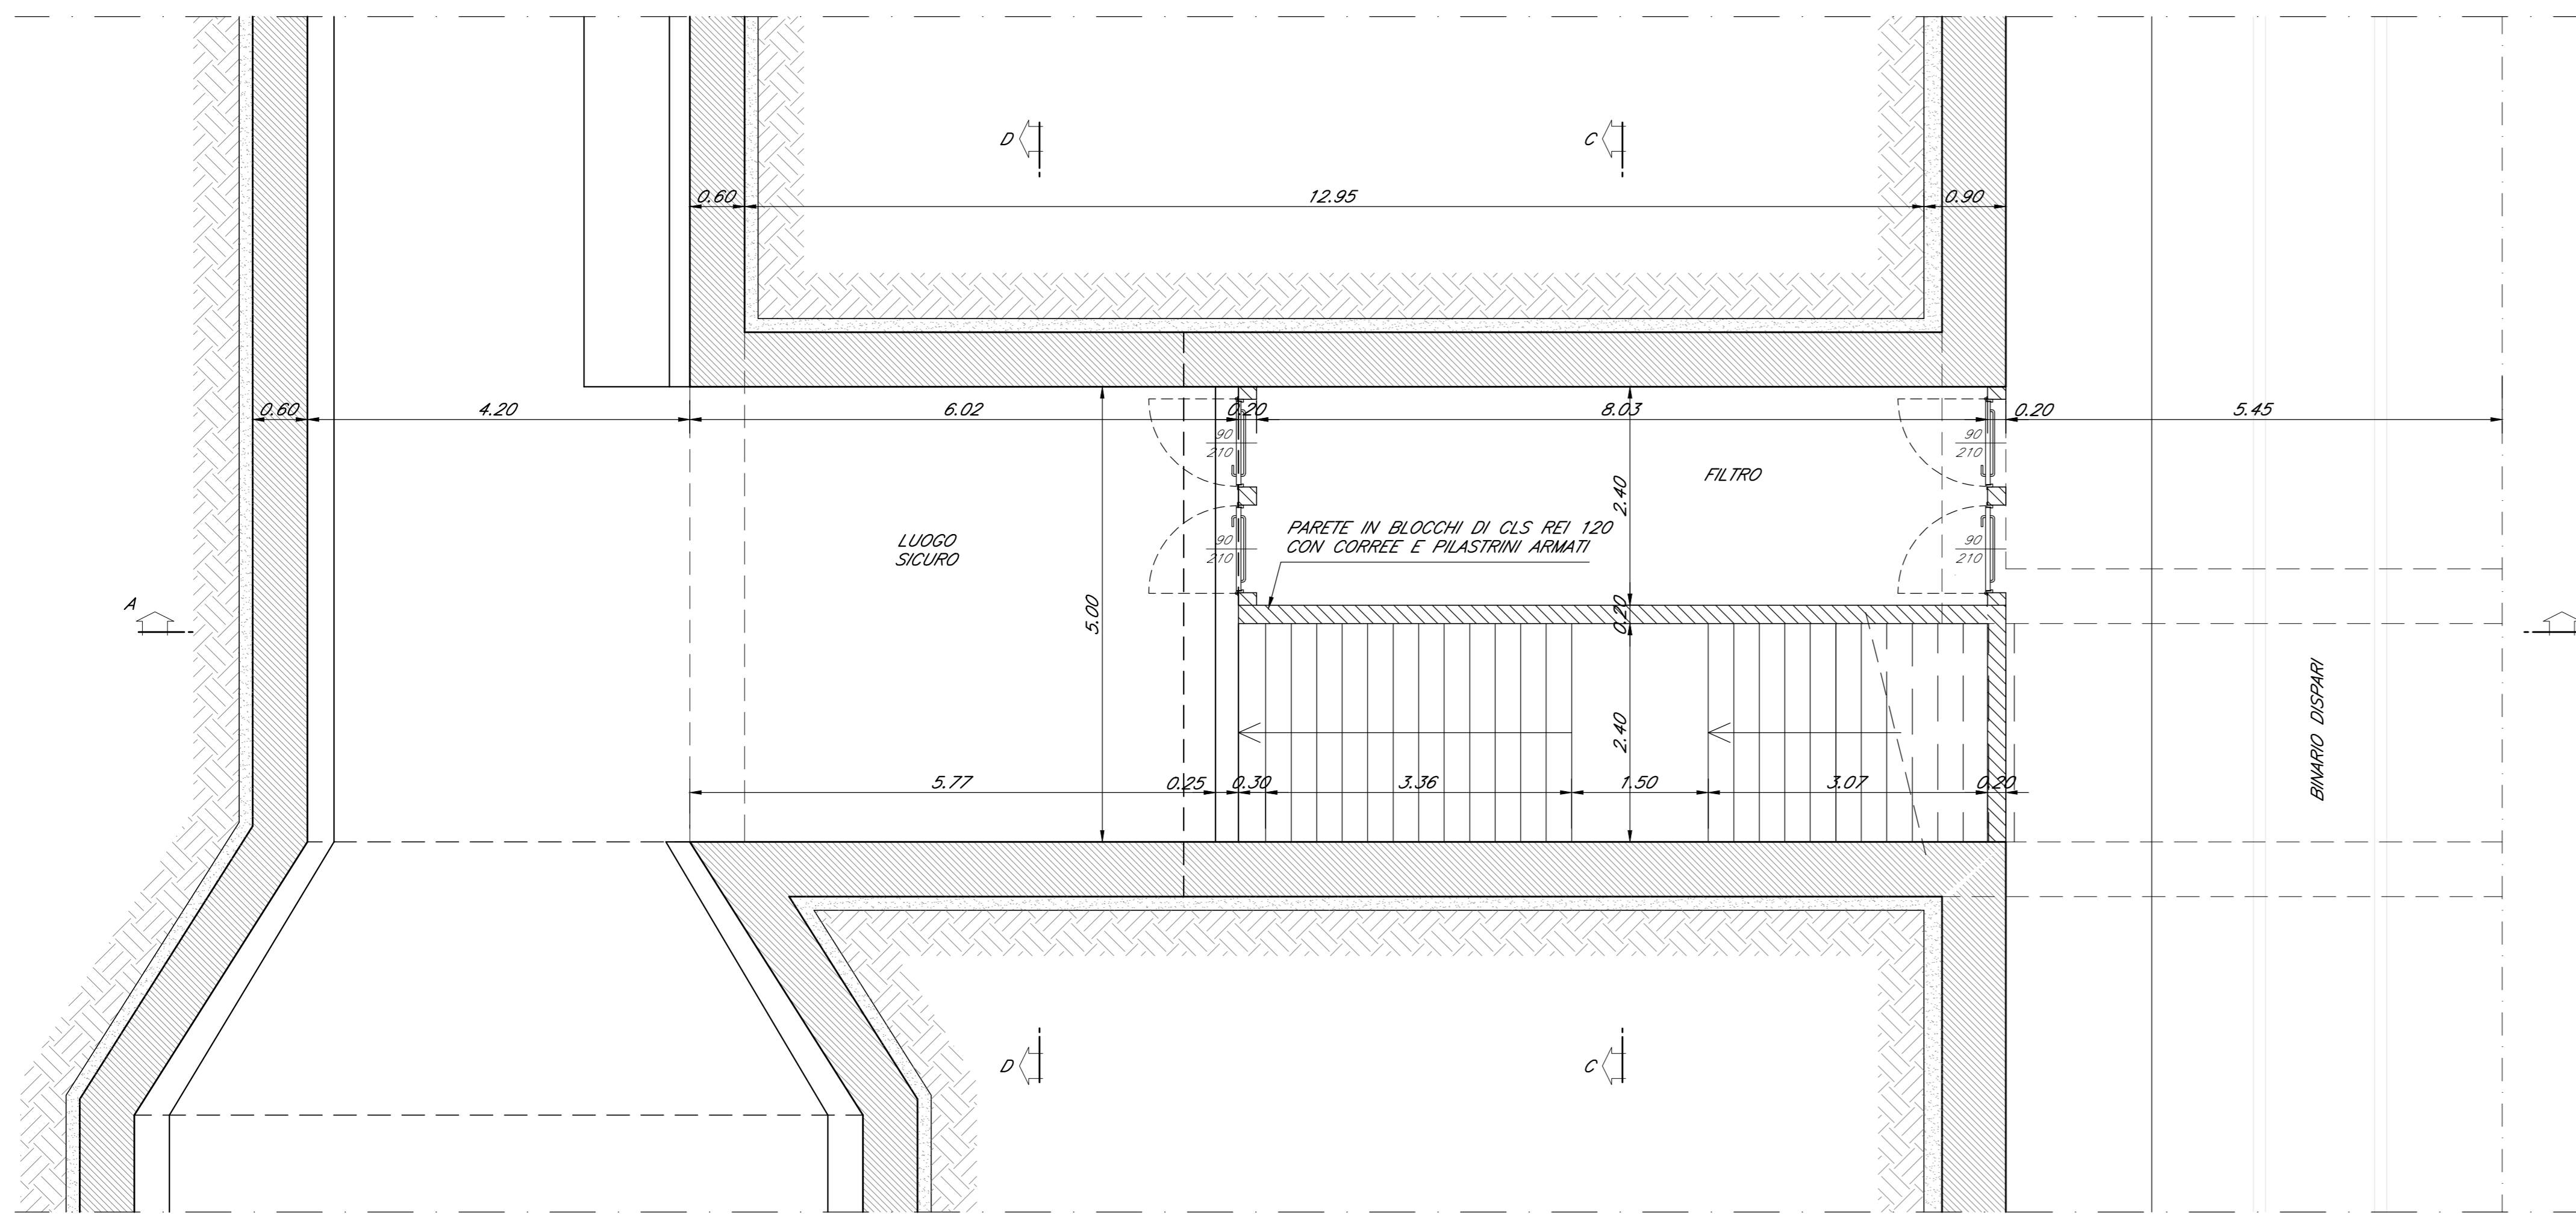 D
C
0.60
12.95
0.90
0.60
4.20
6.02
0.20
8.03
0.20
5.45
90
210
90
210
FILTRO
2.40
PARETE IN BLOCCHI DI CLS REI 120
CON CORREE E PILASTRINI ARMATI
LUOGO
SICURO
90
210
90
210
A
5.00
0.20
BINARIO DISPARI
2.40
5.77
0.25
0.30
3.36
1.50
3.07
0.20
D
C